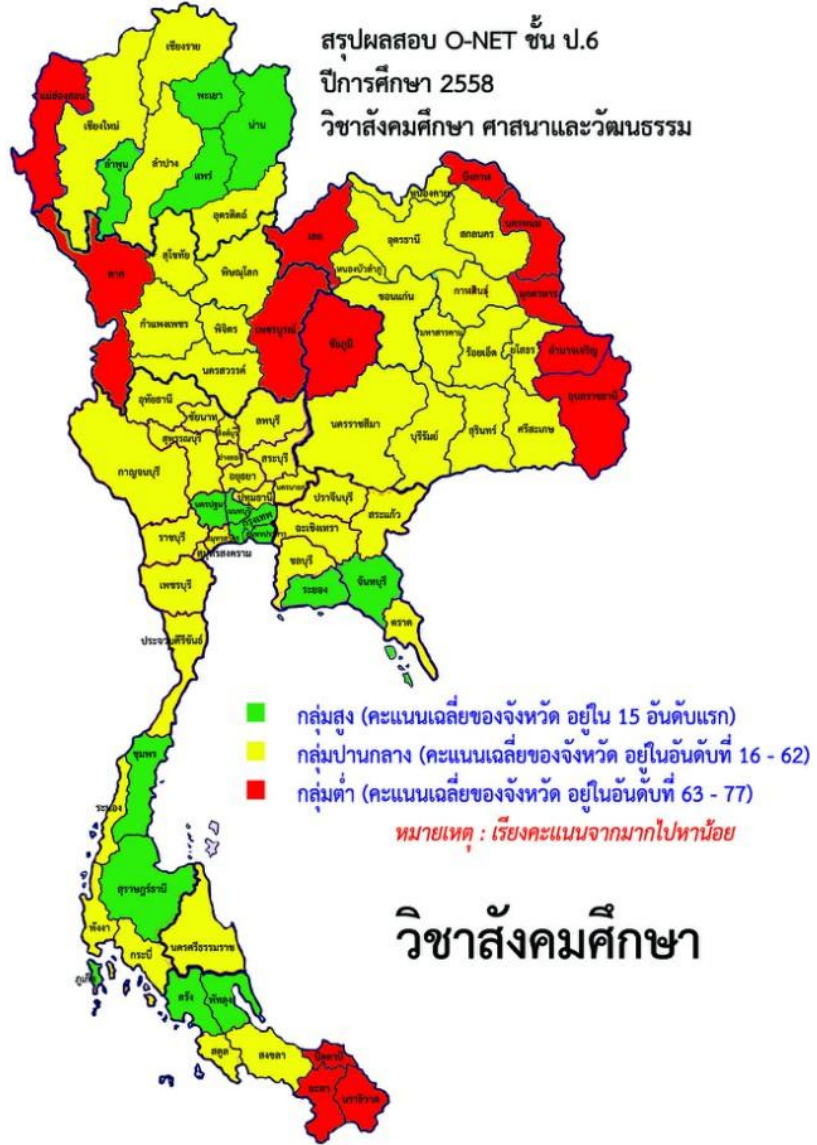 สรุปผลสอบ O-NET ชั้น ป.6
ปีการศึกษา 2558
วิชาสังคมศึกษา ศาสนาและวัฒนธรรม
เชียงราย
พะเยา
แม่ฮ่องสอน
น่าน
เชียงใหม่
ลำปาง
ลำพูน
แพร่
อุตรดิตถ์
บึงกาฬ
หนองคาย
นครพนม
เลย
อุดรธานี
สกลนคร
สุโขทัย
ตาก
พิษณุโลก
หนองบัวลำภู
มุกดาหาร
กาฬสินธุ์
ขอนแก่น
กำแพงเพชร
พิจิตร
เพชรบูรณ์
ชัยภูมิ
มหาสารคาม
ร้อยเอ็ด
ยโสธร
อำนาจเจริญ
นครสวรรค์
อุบลราชธานี
อุทัยธานี
ชัยนาท
ลพบุรี
นครราชสีมา
บุรีรัมย์
สุรินทร์
ศรีสะเกษ
สุพรรณบุรี
สิงห์บุรี
อ่างทอง
สระบุรี
กาญจนบุรี
อยุธยา
นครนายก
ปราจีนบุรี
สระแก้ว
นครปฐม
ปทุมธานี
นนทบุรี
กรุงเทพ
ฉะเชิงเทรา
ราชบุรี
สมุทรสงคราม
ชลบุรี
เพชรบุรี
ระยอง
จันทบุรี
ตราด
ประจวบคีรีขันธ์
กลุ่มสูง (คะแนนเฉลี่ยของจังหวัด อยู่ใน 15 อันดับแรก)
กลุ่มปานกลาง (คะแนนเฉลี่ยของจังหวัด อยู่ในอันดับที่ 16 - 62)
กลุ่มต่ำ (คะแนนเฉลี่ยของจังหวัด อยู่ในอันดับที่ 63 - 77)
หมายเหตุ : เรียงคะแนนจากมากไปหาน้อย
ชุมพร
ระนอง
สุราษฎร์ธานี
พังงา
กระบี่
นครศรีธรรมราช
วิชาสังคมศึกษา
ภูเก็ต
ตรัง
พัทลุง
สตูล
สงขลา
ปัตตานี
ยะลา
นราธิวาส